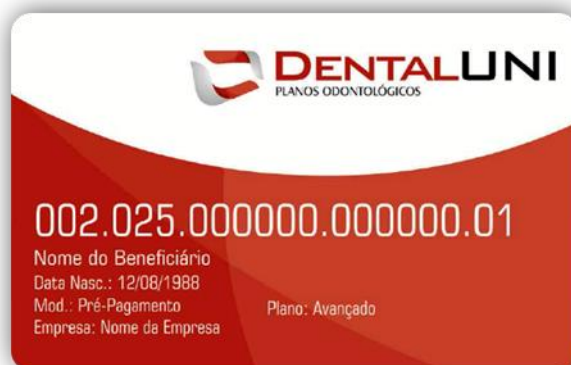 DENTALUNI
PLANOS ODONTOLÓGICOS
002.025.000000.000000.01
Nome do Beneficiário
Data Nasc.: 12/08/1988
Mod.: Pré-Pagamento Plano: Avançado
Empresa: Nome da Empresa